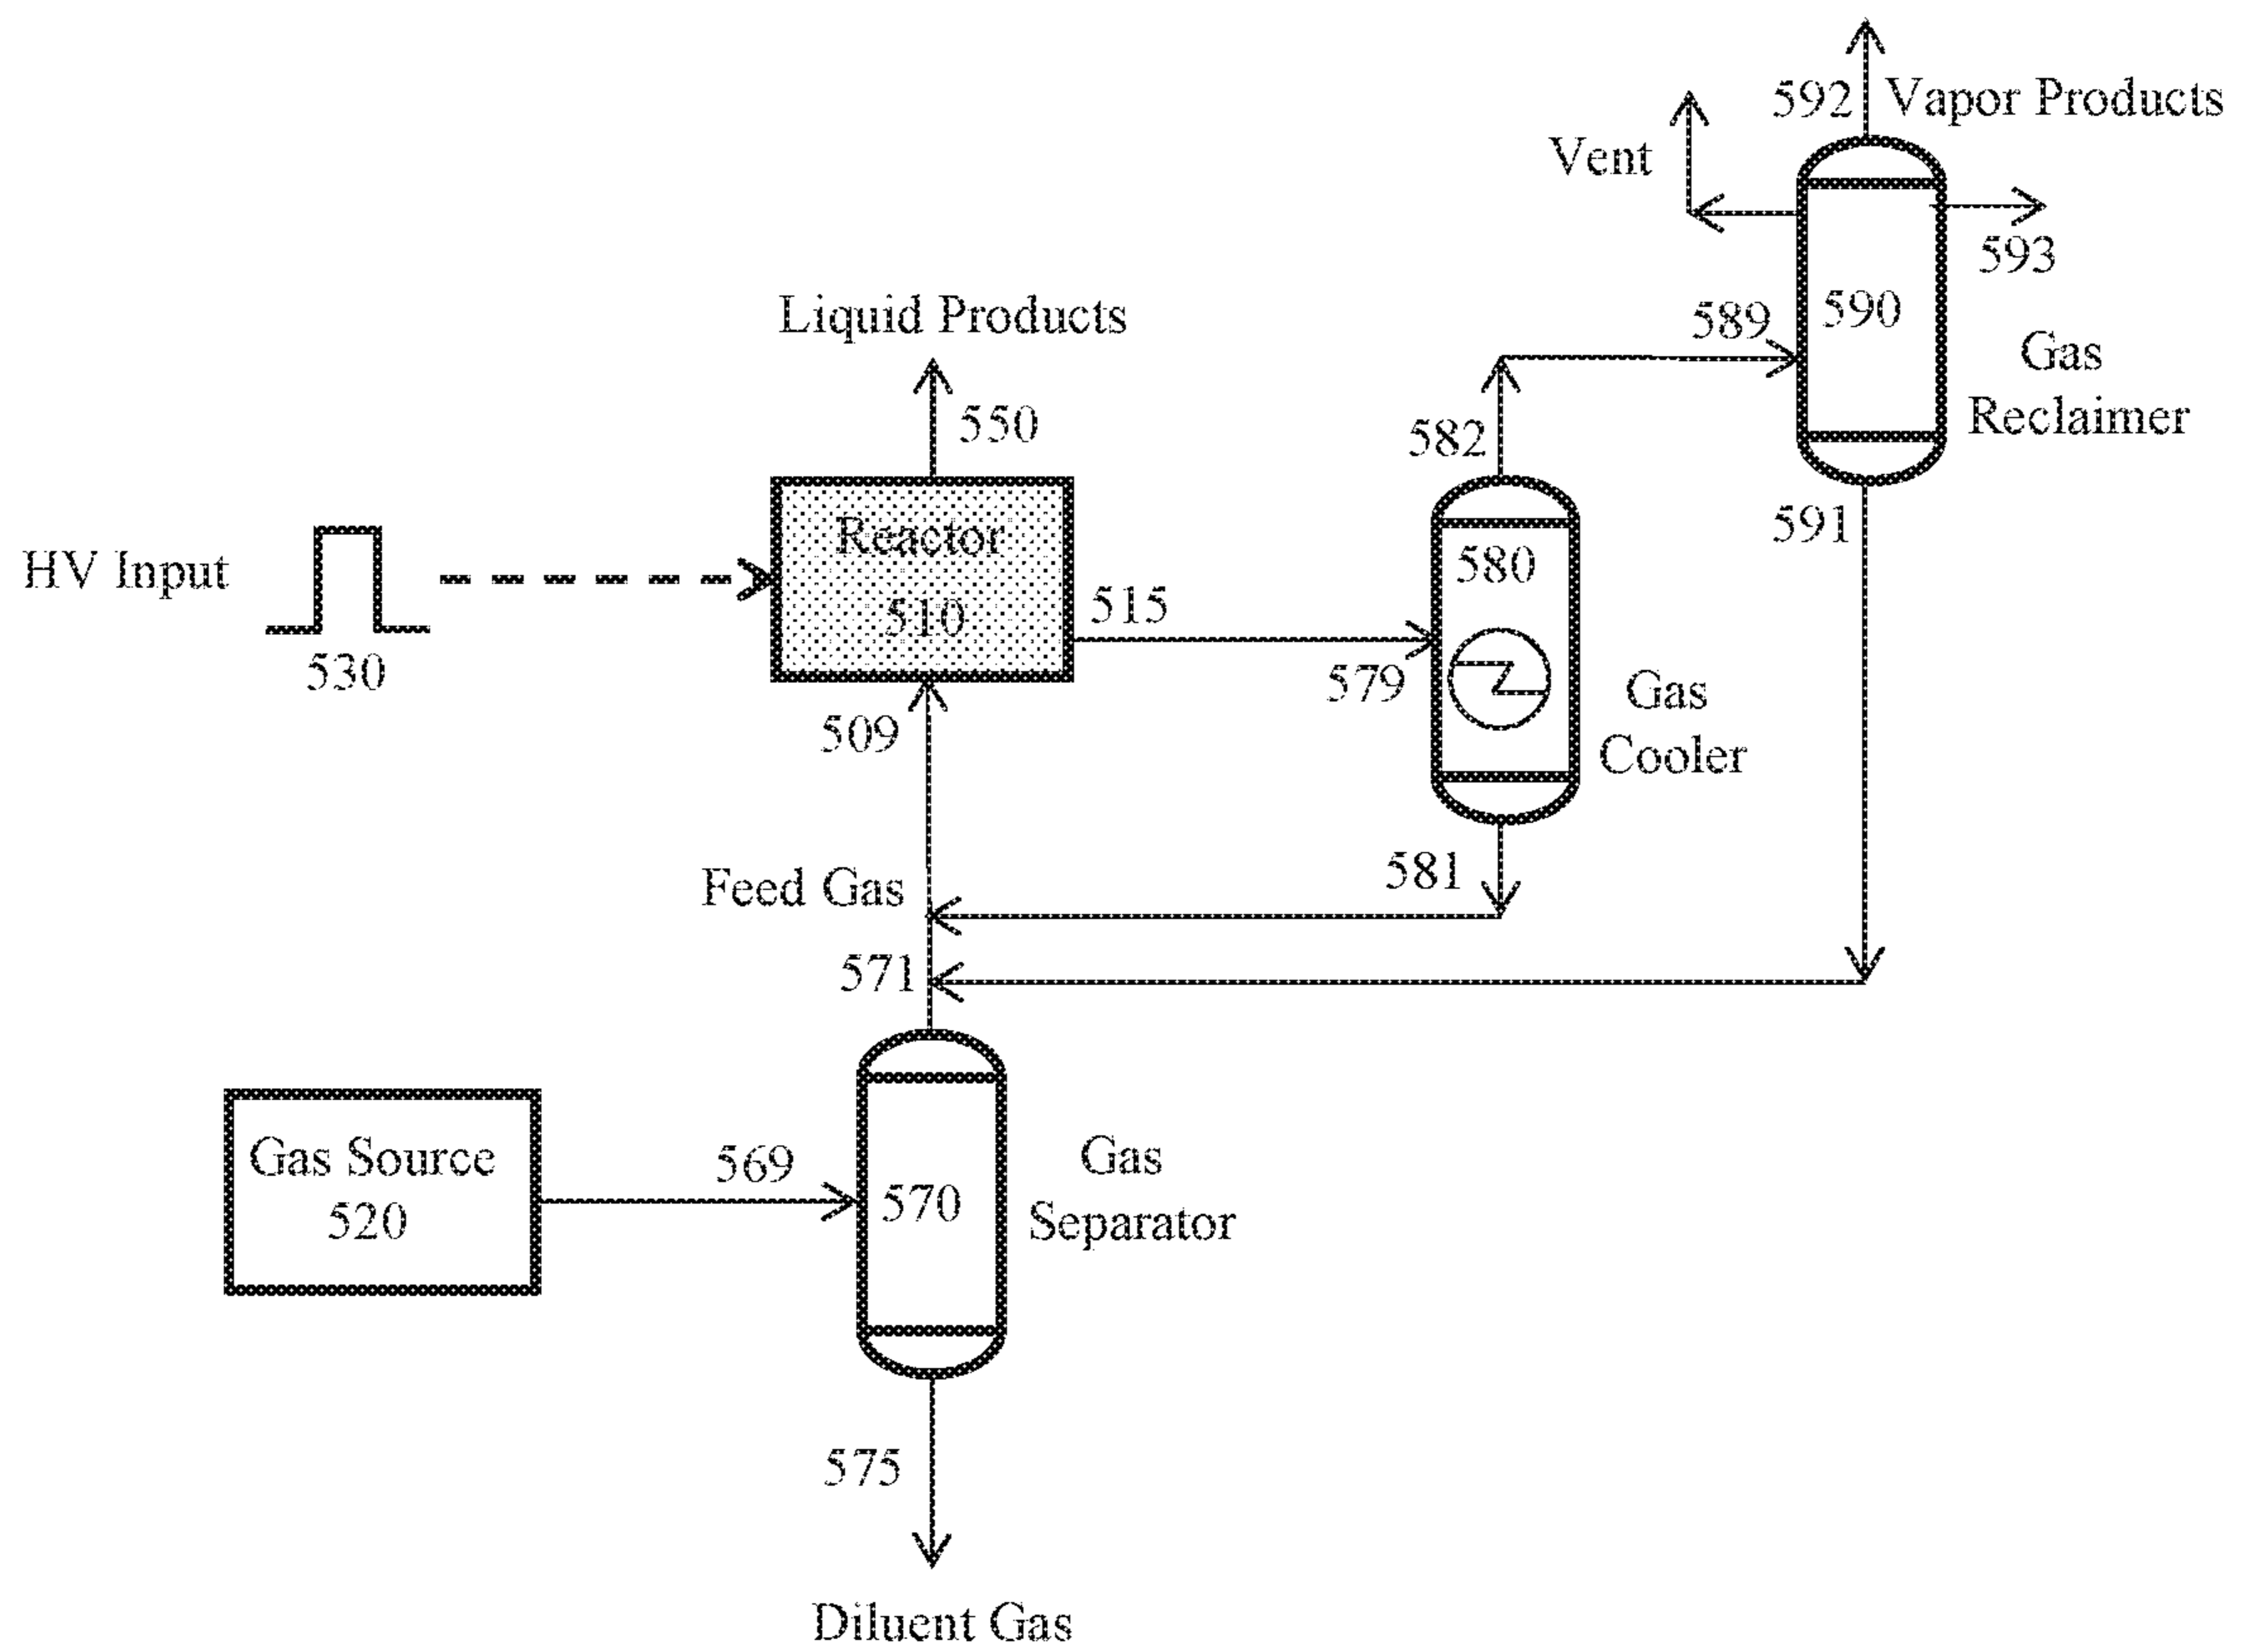 592 Vapor Products
Vent
593
589
590
Gas
Reclaimer
Liquid Products
550
582
591
HV Input
530
Reactor
510
515
580
579
Gas
Cooler
509
581
Feed Gas
571
Gas Source
520
569
570
Gas
Separator
575
Diluent Gas